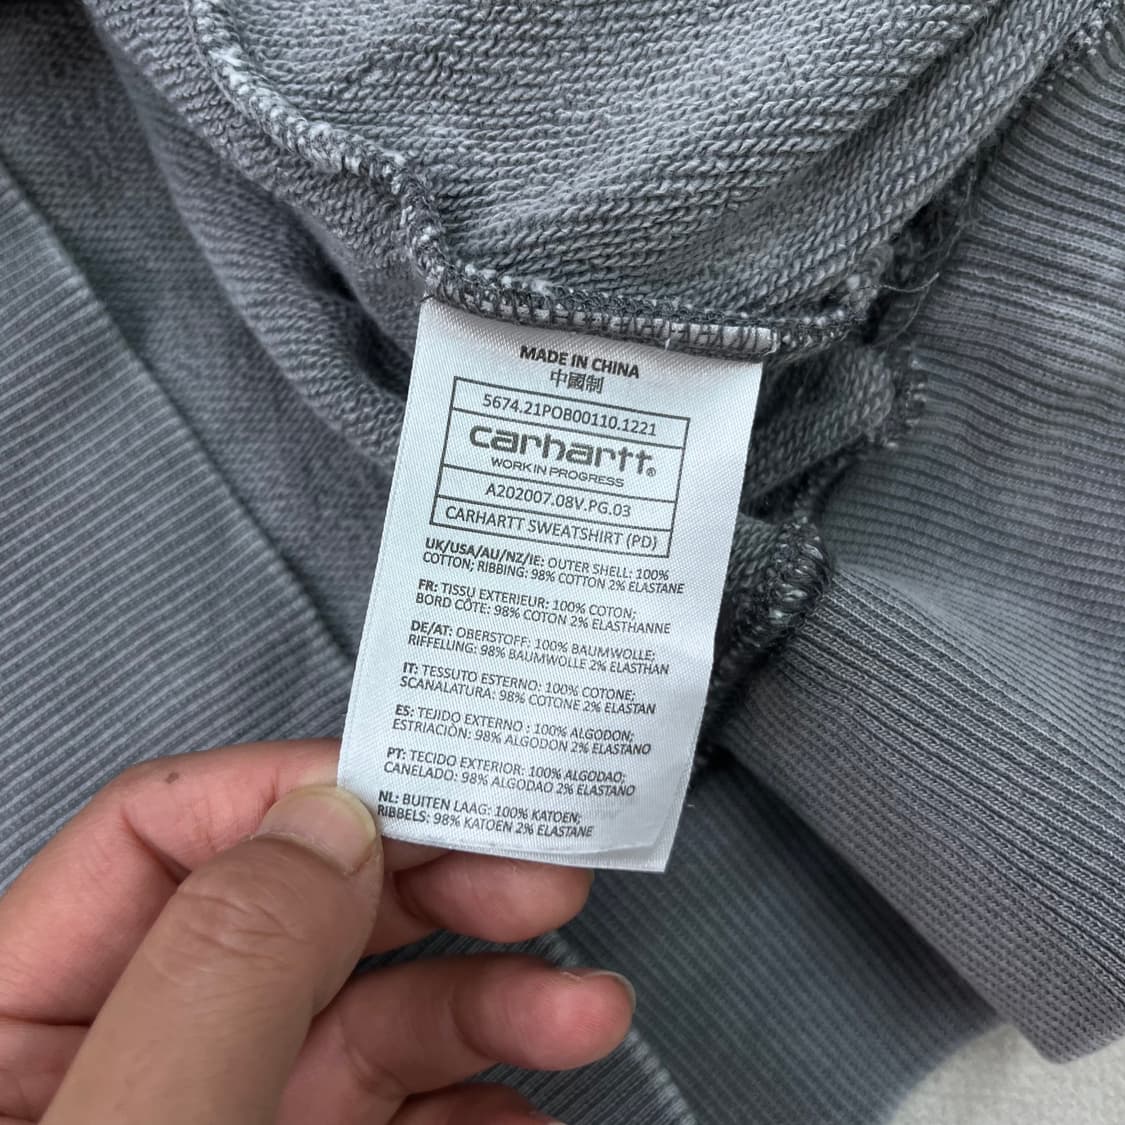 MADE IN CHINA
中國制
5674.21POB00110.1221
carhartt®
WORK IN PROGRESS
A202007.08V.PG.03
CARHARTT SWEATSHIRT (PD)
UK/USA/AU/NZ/IE: OUTER SHELL: 100%
COTTON; RIBBING: 98% COTTON 2% ELASTANE
FR: TISSU EXTERIEUR: 100% COTON;
BORD CÔTE: 98% COTON 2% ELASTHANNE
DE/AT: OBERSTOFF: 100% BAUMWOLLE;
RIFFELUNG: 98% BAUMWOLLE 2% ELASTHAN
IT: TESSUTO ESTERNO: 100% COTONE;
SCANALATURA: 98% COTONE 2% ELASTAN
ES: TEJIDO EXTERNO : 100% ALGODON;
ESTRIACIÒN: 98% ALGODON 2% ELASTANO
PT: TECIDO EXTERIOR: 100% ALGODAO;
CANELADO: 98% ALGODAO 2% ELASTANO
NL: BUITEN LAAG: 100% KATOEN;
RIBBELS: 98% KATOEN 2% ELASTANE